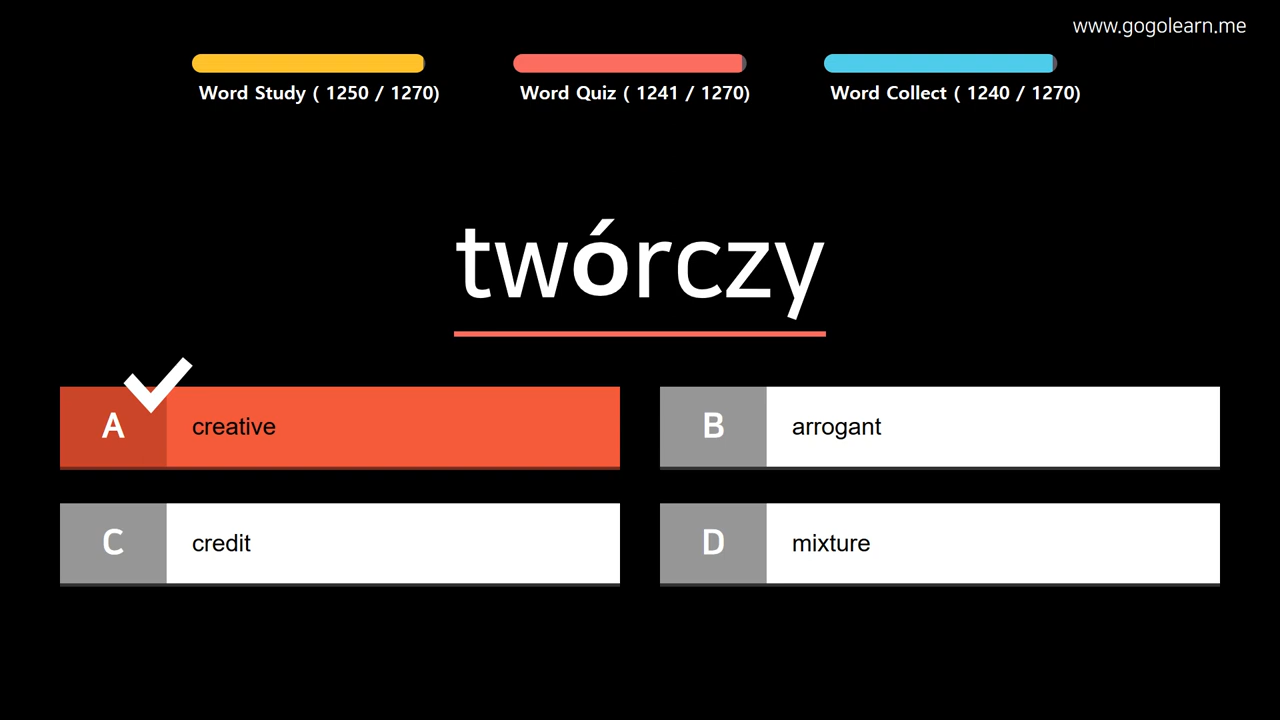 www.gogolearn.me
Word Study ( 1250 / 1270)
Word Quiz ( 1241 / 1270)
Word Collect ( 1240 / 1270)
twórczy
A creative
B arrogant
C credit
D mixture